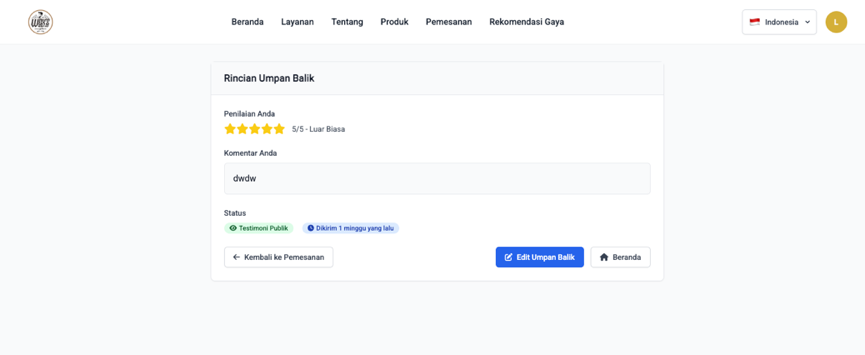 Beranda Layanan Tentang Produk Pemesanan Rekomendasi Gaya Indonesia L
Rincian Umpan Balik
Penilaian Anda
5/5 - Luar Biasa
Komentar Anda
dwdw
Status
Testimoni Publik Dikirim 1 minggu yang lalu
Kembali ke Pemesanan Edit Umpan Balik Beranda